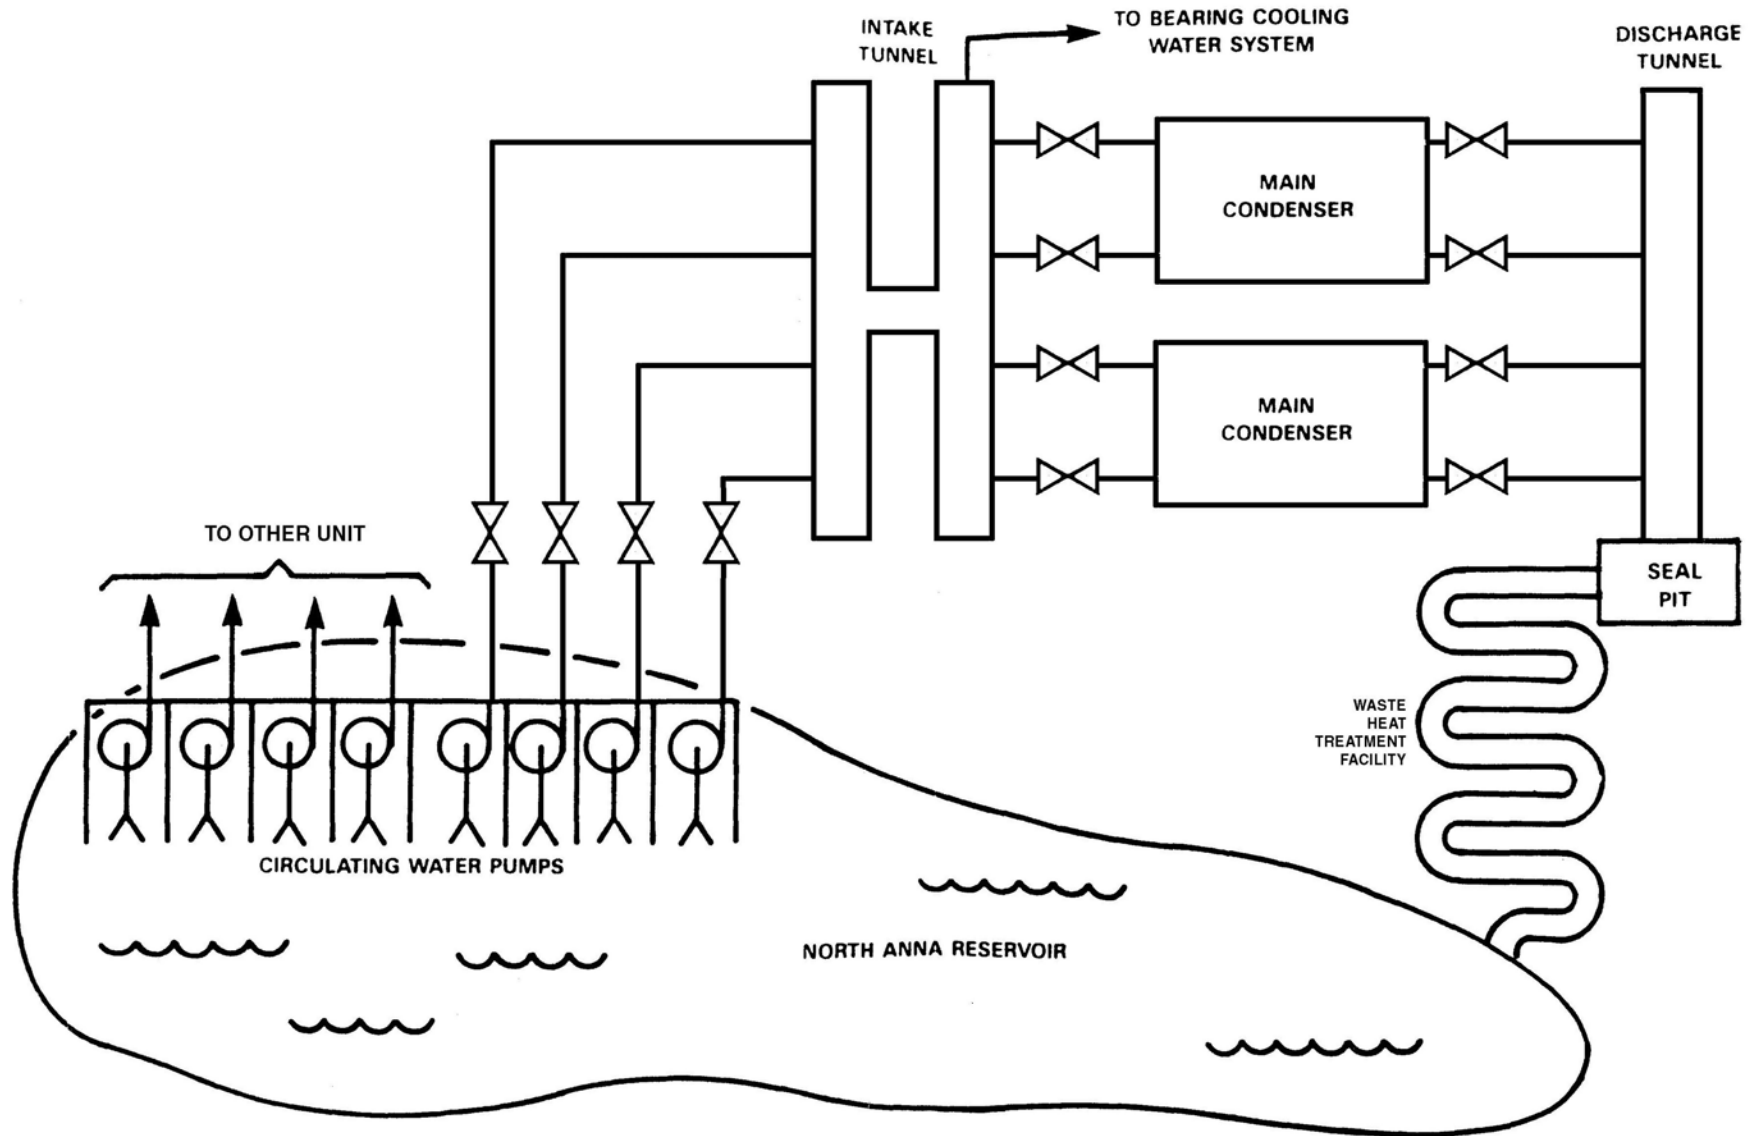 INTAKE
TUNNEL
TO BEARING COOLING
WATER SYSTEM
DISCHARGE
TUNNEL
MAIN
CONDENSER
MAIN
CONDENSER
TO OTHER UNIT
SEAL
PIT
WASTE
HEAT
TREATMENT
FACILITY
CIRCULATING WATER PUMPS
NORTH ANNA RESERVOIR